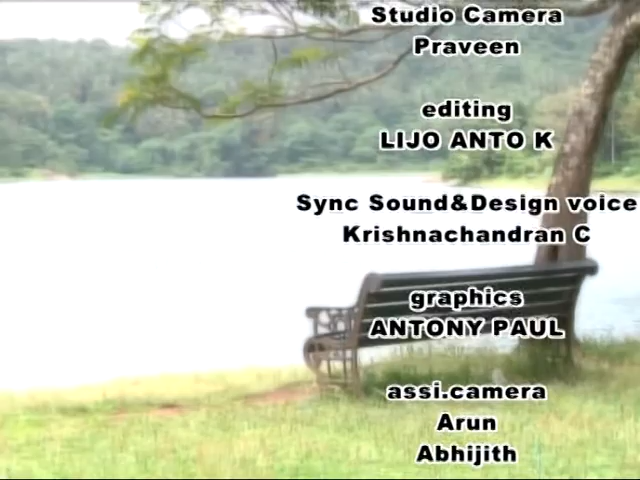 Studio Camera
Praveen
editing
LIJO ANTO K
Sync Sound&Design voice
Krishnachandran C
graphics
ANTONY PAUL
assi.camera
Arun
Abhijith